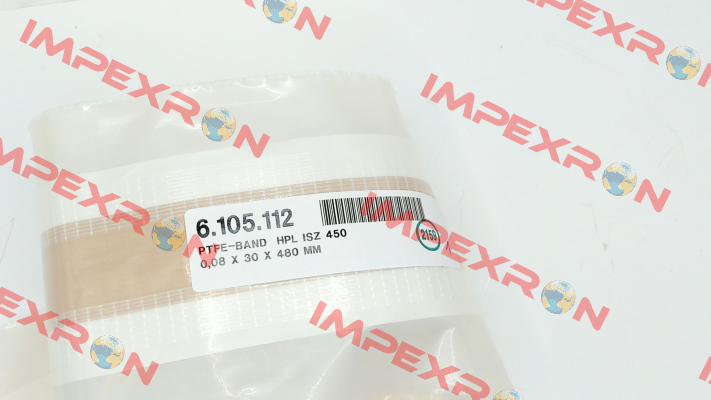 IMPEXRON
IMPEXRON
IMPEXRON
IMPEXRON
6.105.112
PTFE-BAND HPL ISZ 450
0,08 X 30 X 480 MM
IMPEXRON
IMPEXRON
IMPEXRON
IMPEXRON